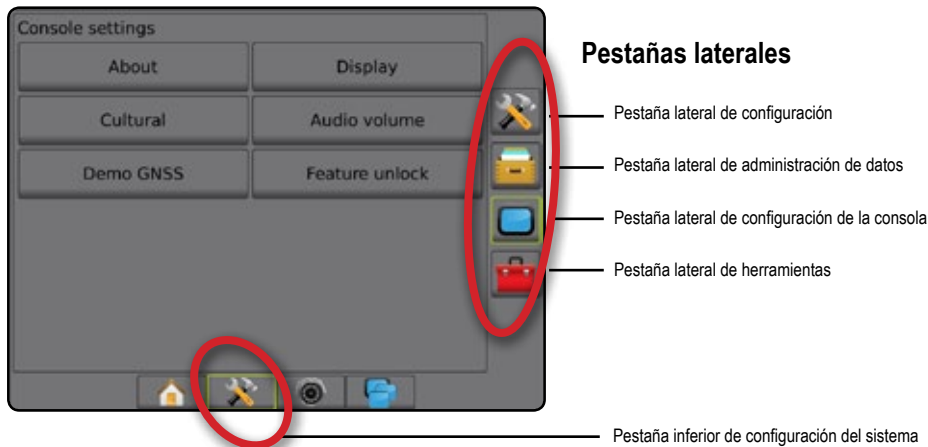 Console settings
About
Display
Cultural
Audio volume
Demo GNSS
Feature unlock
Pestañas laterales
Pestaña lateral de configuración
Pestaña lateral de administración de datos
Pestaña lateral de configuración de la consola
Pestaña lateral de herramientas
Pestaña inferior de configuración del sistema